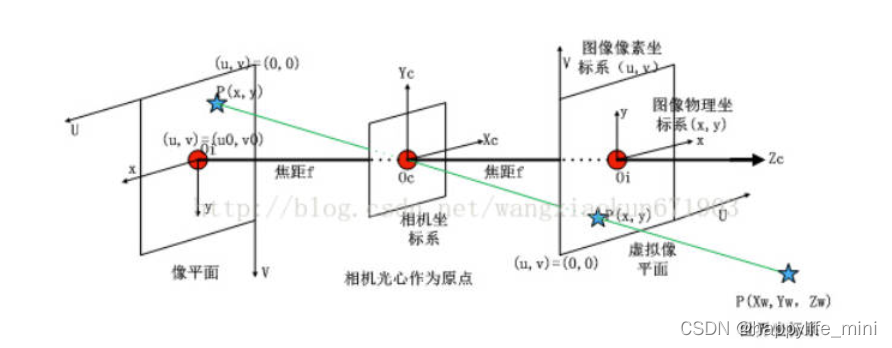 (u,v)=(0,0)
P(x,y)
U
(u,v)=(u0,v0)
Oi
x
y
V
像平面
焦距f
Yc
Xc
Oc
相机坐
标系
相机光心作为原点
焦距f
V
图像像素坐
标系(u,v)
图像物理坐
标系(x,y)
y
x
Oi
Zc
P(x,y)
U
(u,v)=(0,0)
虚拟像
平面
P(Xw,Yw, Zw)
http://blog.csdn.net/wangxiaokun671903
CSDN @happylife_mini